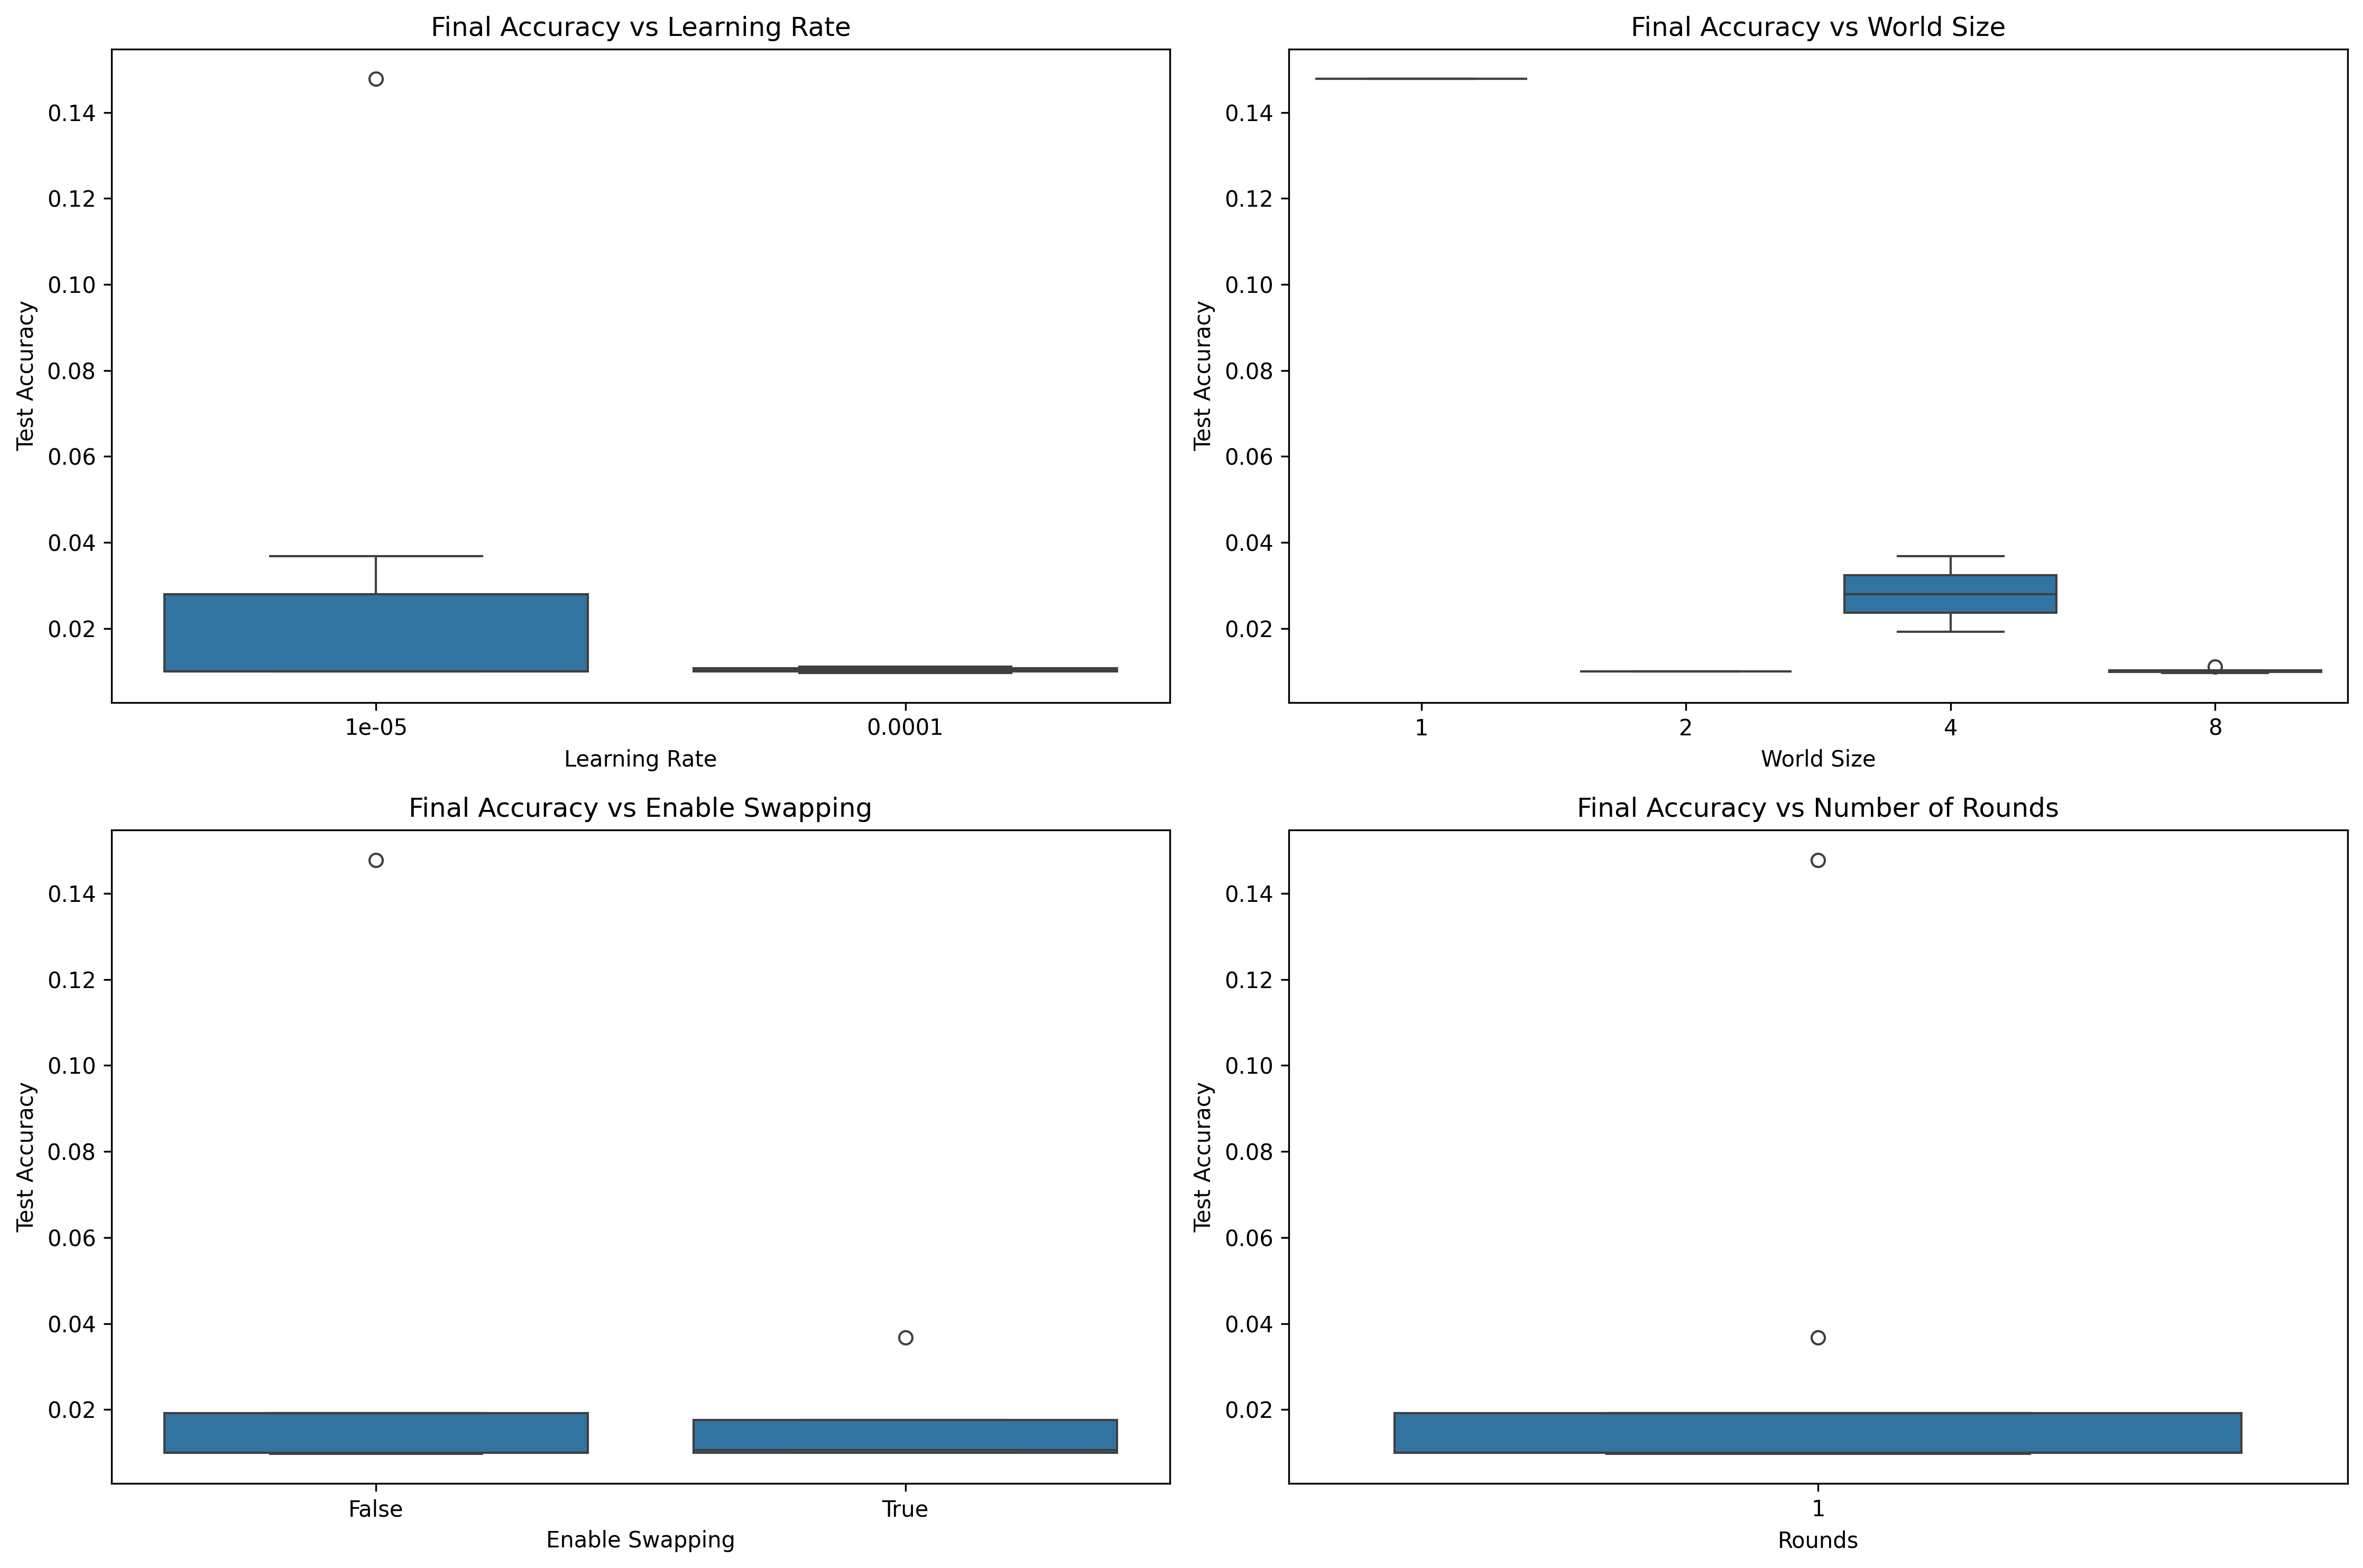 Final Accuracy vs Learning Rate
Test Accuracy
0.14
0.12
0.10
0.08
0.06
0.04
0.02
1e-05
0.0001
Learning Rate
Final Accuracy vs World Size
Test Accuracy
0.14
0.12
0.10
0.08
0.06
0.04
0.02
1
2
4
8
World Size
Final Accuracy vs Enable Swapping
Test Accuracy
0.14
0.12
0.10
0.08
0.06
0.04
0.02
False
True
Enable Swapping
Final Accuracy vs Number of Rounds
Test Accuracy
0.14
0.12
0.10
0.08
0.06
0.04
0.02
1
Rounds